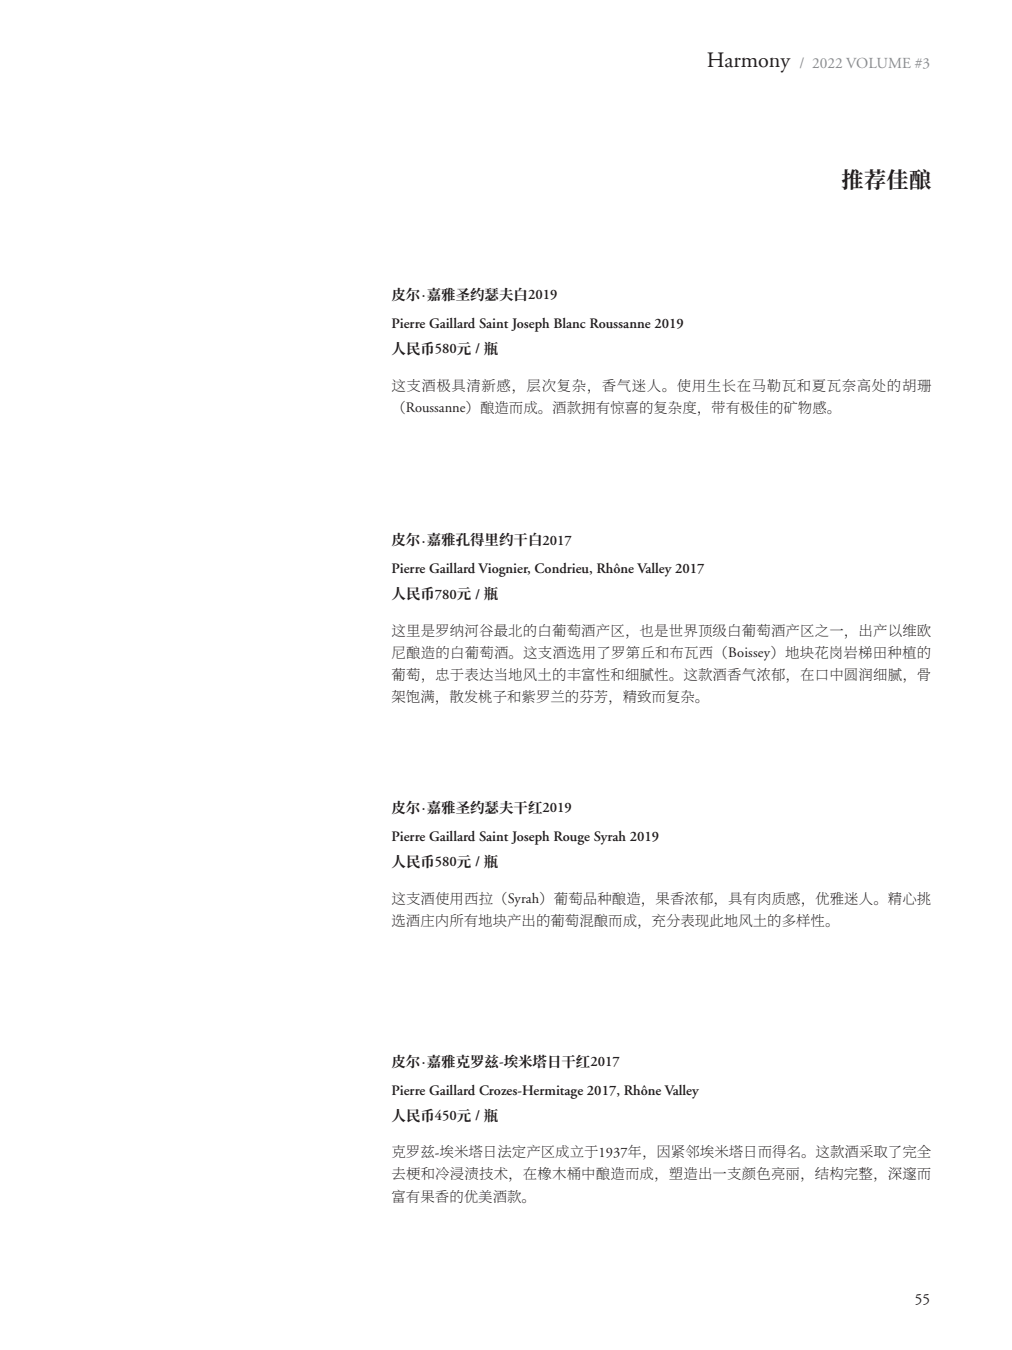 Harmony / 2022 VOLUME #3
推荐佳酿
皮尔·嘉雅圣约瑟夫白2019
Pierre Gaillard Saint Joseph Blanc Roussanne 2019
人民币580元 / 瓶
这支酒极具清新感，层次复杂，香气迷人。使用生长在马勒瓦和夏瓦奈高处的胡珊
（Roussanne）酿造而成。酒款拥有惊喜的复杂度，带有极佳的矿物感。
皮尔·嘉雅孔得里约干白2017
Pierre Gaillard Viognier, Condrieu, Rhône Valley 2017
人民币780元 / 瓶
这里是罗纳河谷最北的白葡萄酒产区，也是世界顶级白葡萄酒产区之一，出产以维欧
尼酿造的白葡萄酒。这支酒选用了罗第丘和布瓦西（Boissey）地块花岗岩梯田种植的
葡萄，忠于表达当地风土的丰富性和细腻性。这款酒香气浓郁，在口中圆润细腻，骨
架饱满，散发桃子和紫罗兰的芬芳，精致而复杂。
皮尔·嘉雅圣约瑟夫干红2019
Pierre Gaillard Saint Joseph Rouge Syrah 2019
人民币580元 / 瓶
这支酒使用西拉（Syrah）葡萄品种酿造，果香浓郁，具有肉质感，优雅迷人。精心挑
选酒庄内所有地块产出的葡萄混酿而成，充分表现此地风土的多样性。
皮尔·嘉雅克罗兹-埃米塔日干红2017
Pierre Gaillard Crozes-Hermitage 2017, Rhône Valley
人民币450元 / 瓶
克罗兹-埃米塔日法定产区成立于1937年，因紧邻埃米塔日而得名。这款酒采取了完全
去梗和冷浸渍技术，在橡木桶中酿造而成，塑造出一支颜色亮丽，结构完整，深邃而
富有果香的优美酒款。
55